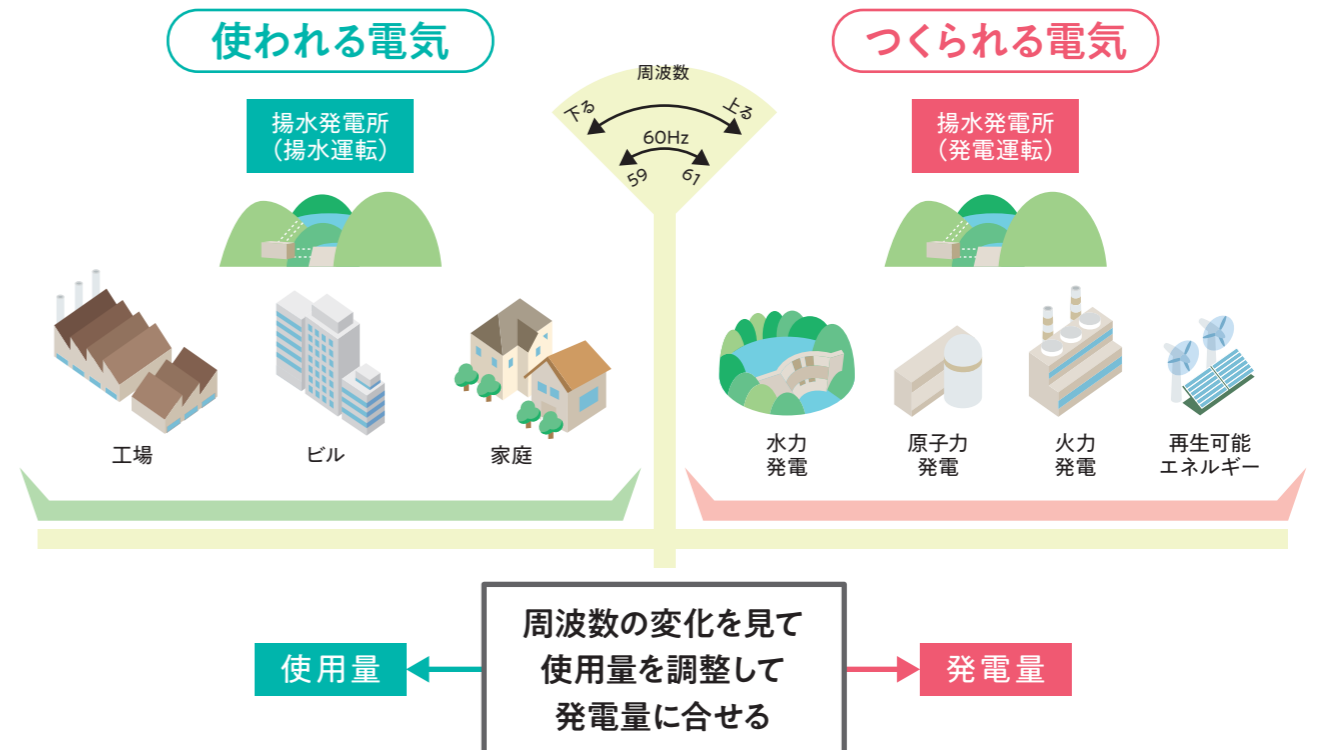 使われる電気
つくられる電気
揚水発電所
（揚水運転）
周波数
下る
上る
60Hz
59
61
揚水発電所
（発電運転）
工場
ビル
家庭
水力
発電
原子力
発電
火力
発電
再生可能
エネルギー
使用量
周波数の変化を見て
使用量を調整して
発電量に合せる
発電量